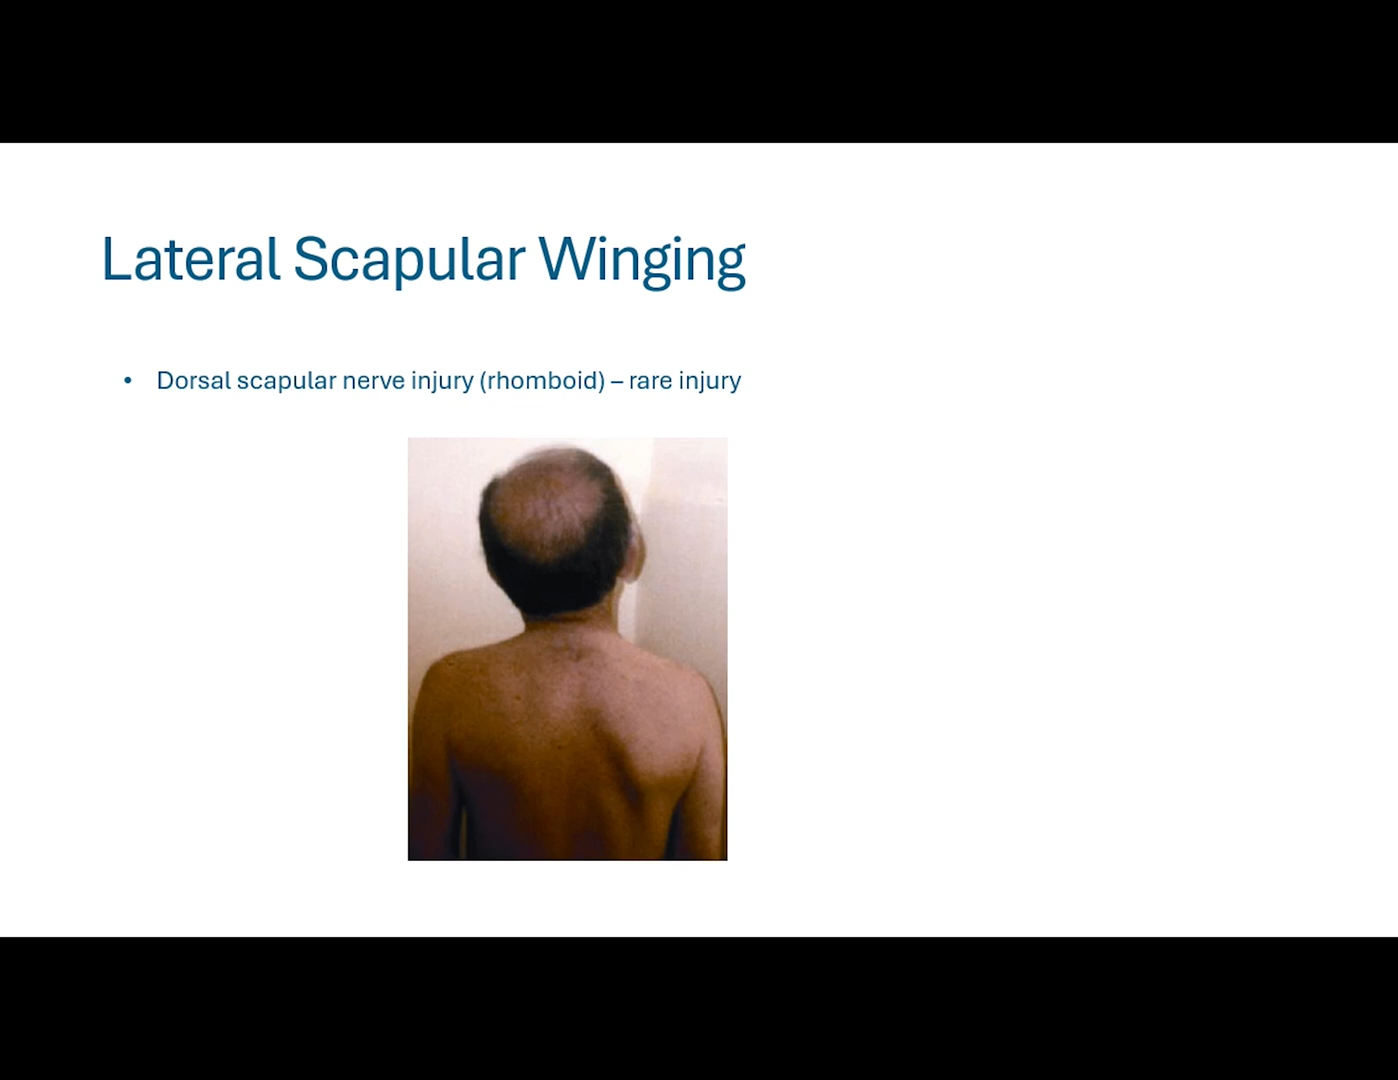 Lateral Scapular Winging
• Dorsal scapular nerve injury (rhomboid) – rare injury